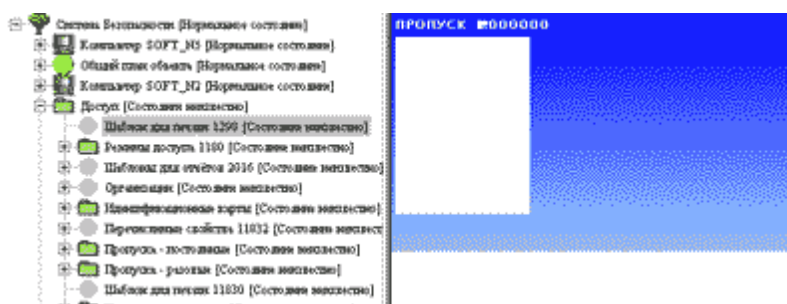 Система Безопасности [Нормальное состояние]
Компьютер SOFT_N5 [Нормальное состояние]
Общий план объекта [Нормальное состояние]
Компьютер SOFT_N2 [Нормальное состояние]
Доступ [Состояние неизвестно]
Шаблон для печати 1290 [Состояние неизвестно]
Режимы доступа 1180 [Состояние неизвестно]
Шаблоны для отчётов 2016 [Состояние неизвестно]
Организации [Состояние неизвестно]
Идентификационные карты [Состояние неизвестно]
Перечисленные свойства 11032 [Состояние неизвест
Пропуска - постоянные [Состояние неизвестно]
Пропуска - разовые [Состояние неизвестно]
Шаблон для печати 11030 [Состояние неизвестно]
ПРОПУСК №000000